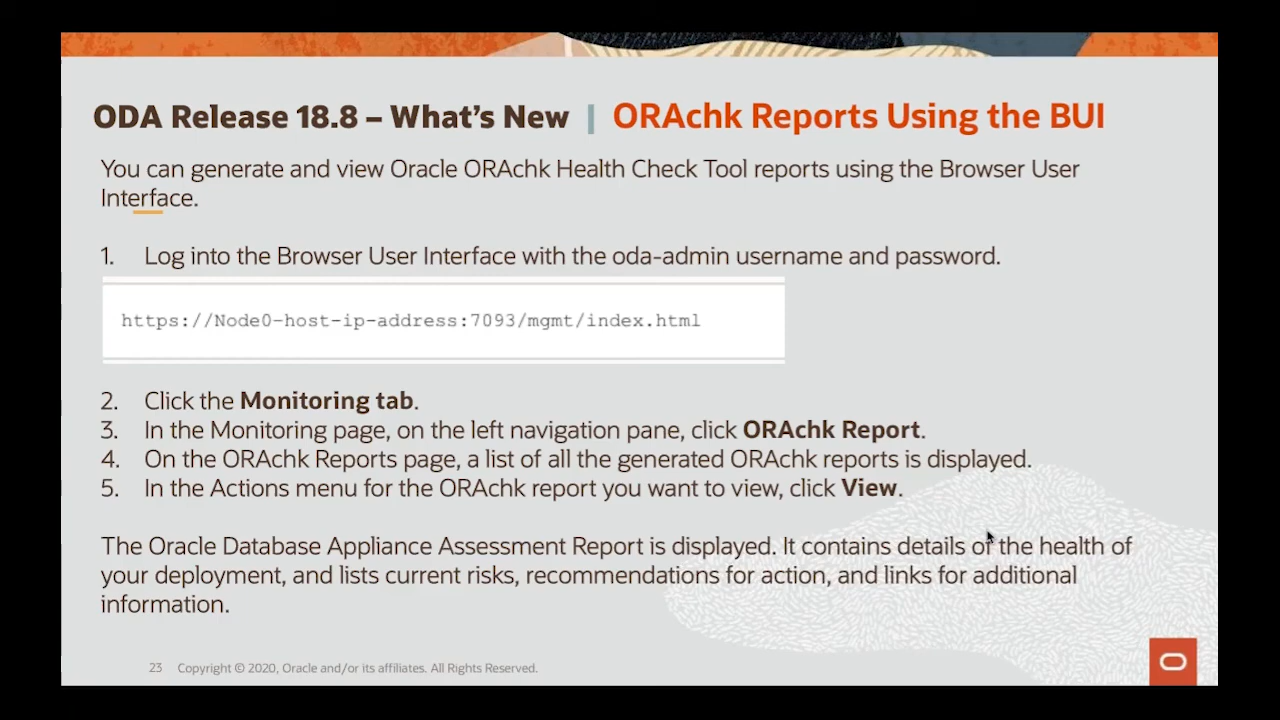 ODA Release 18.8 – What's New | ORAchk Reports Using the BUI
You can generate and view Oracle ORAchk Health Check Tool reports using the Browser User
Interface.
1. Log into the Browser User Interface with the oda-admin username and password.
https://Node0-host-ip-address:7093/mgmt/index.html
2. Click the Monitoring tab.
3. In the Monitoring page, on the left navigation pane, click ORAchk Report.
4. On the ORAchk Reports page, a list of all the generated ORAchk reports is displayed.
5. In the Actions menu for the ORAchk report you want to view, click View.
The Oracle Database Appliance Assessment Report is displayed. It contains details of the health of
your deployment, and lists current risks, recommendations for action, and links for additional
information.
23 Copyright © 2020, Oracle and/or its affiliates. All Rights Reserved.